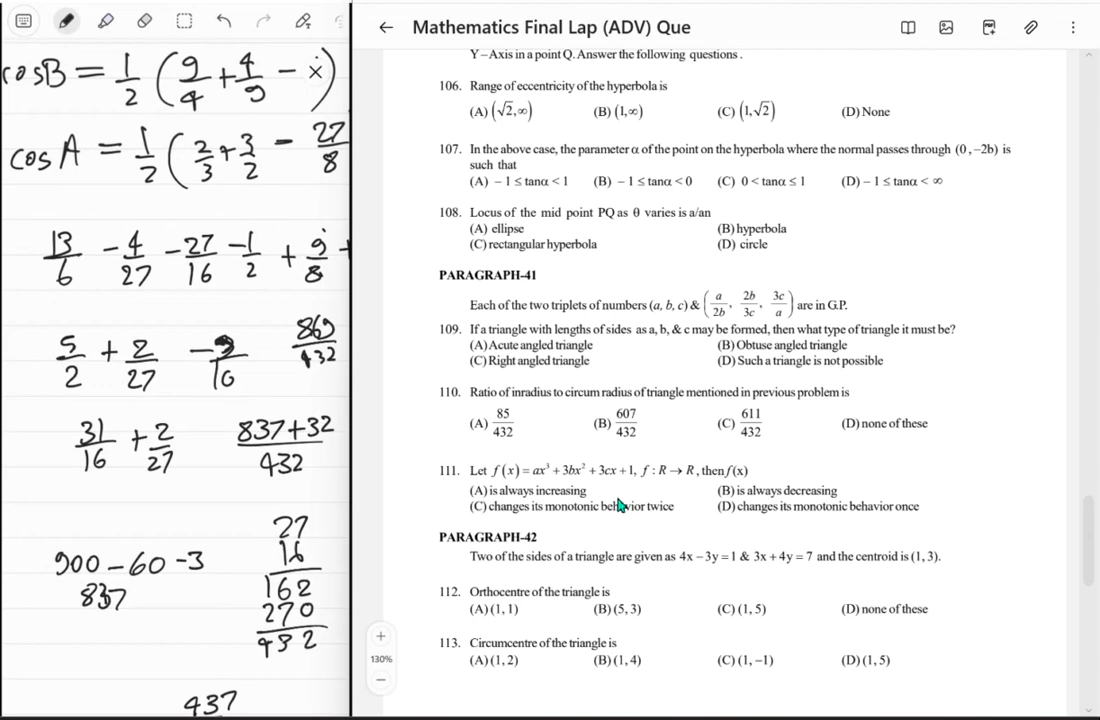 cosB = 1/2 (9/4 + 4/9 - x)
cos A = 1/2 (2/3 + 3/2 - 27/8
13/6 - 4/27 - 27/16 - 1/2 + 9/8 +
5/2 + 2/27
869/432
31/16 + 2/27
837+32/432
900 - 60 - 3
837
27
16
162
270
432
437
Mathematics Final Lap (ADV) Que
Y–Axis in a point Q. Answer the following questions .
106. Range of eccentricity of the hyperbola is
(A) (√2,∞) (B) (1,∞) (C) (1,√2) (D) None
107. In the above case, the parameter α of the point on the hyperbola where the normal passes through (0 , –2b) is
such that
(A) – 1 ≤ tanα < 1 (B) – 1 ≤ tanα < 0 (C) 0 < tanα ≤ 1 (D) – 1 ≤ tanα < ∞
108. Locus of the mid point PQ as θ varies is a/an
(A) ellipse (B) hyperbola
(C) rectangular hyperbola (D) circle
PARAGRAPH-41
Each of the two triplets of numbers (a, b, c) & (a/2b, 2b/3c, 3c/a) are in G.P.
109. If a triangle with lengths of sides as a, b, & c may be formed, then what type of triangle it must be?
(A) Acute angled triangle (B) Obtuse angled triangle
(C) Right angled triangle (D) Such a triangle is not possible
110. Ratio of inradius to circum radius of triangle mentioned in previous problem is
(A) 85/432 (B) 607/432 (C) 611/432 (D) none of these
111. Let f(x) = ax³ + 3bx² + 3cx + 1, f : R → R, then f(x)
(A) is always increasing (B) is always decreasing
(C) changes its monotonic behavior twice (D) changes its monotonic behavior once
PARAGRAPH-42
Two of the sides of a triangle are given as 4x – 3y = 1 & 3x + 4y = 7 and the centroid is (1, 3).
112. Orthocentre of the triangle is
(A) (1, 1) (B) (5, 3) (C) (1, 5) (D) none of these
113. Circumcentre of the triangle is
(A) (1, 2) (B) (1, 4) (C) (1, –1) (D) (1, 5)
130%